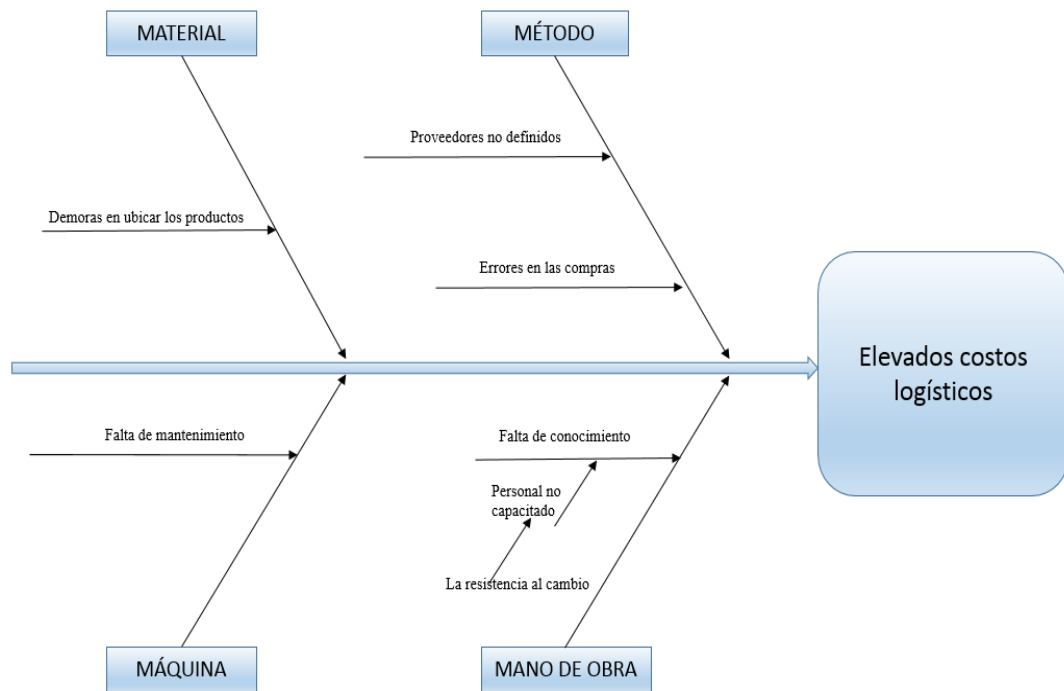 MATERIAL
MÉTODO
Proveedores no definidos
Demoras en ubicar los productos
Errores en las compras
Elevados costos
logísticos
Falta de mantenimiento
Falta de conocimiento
Personal no
capacitado
La resistencia al cambio
MÁQUINA
MANO DE OBRA